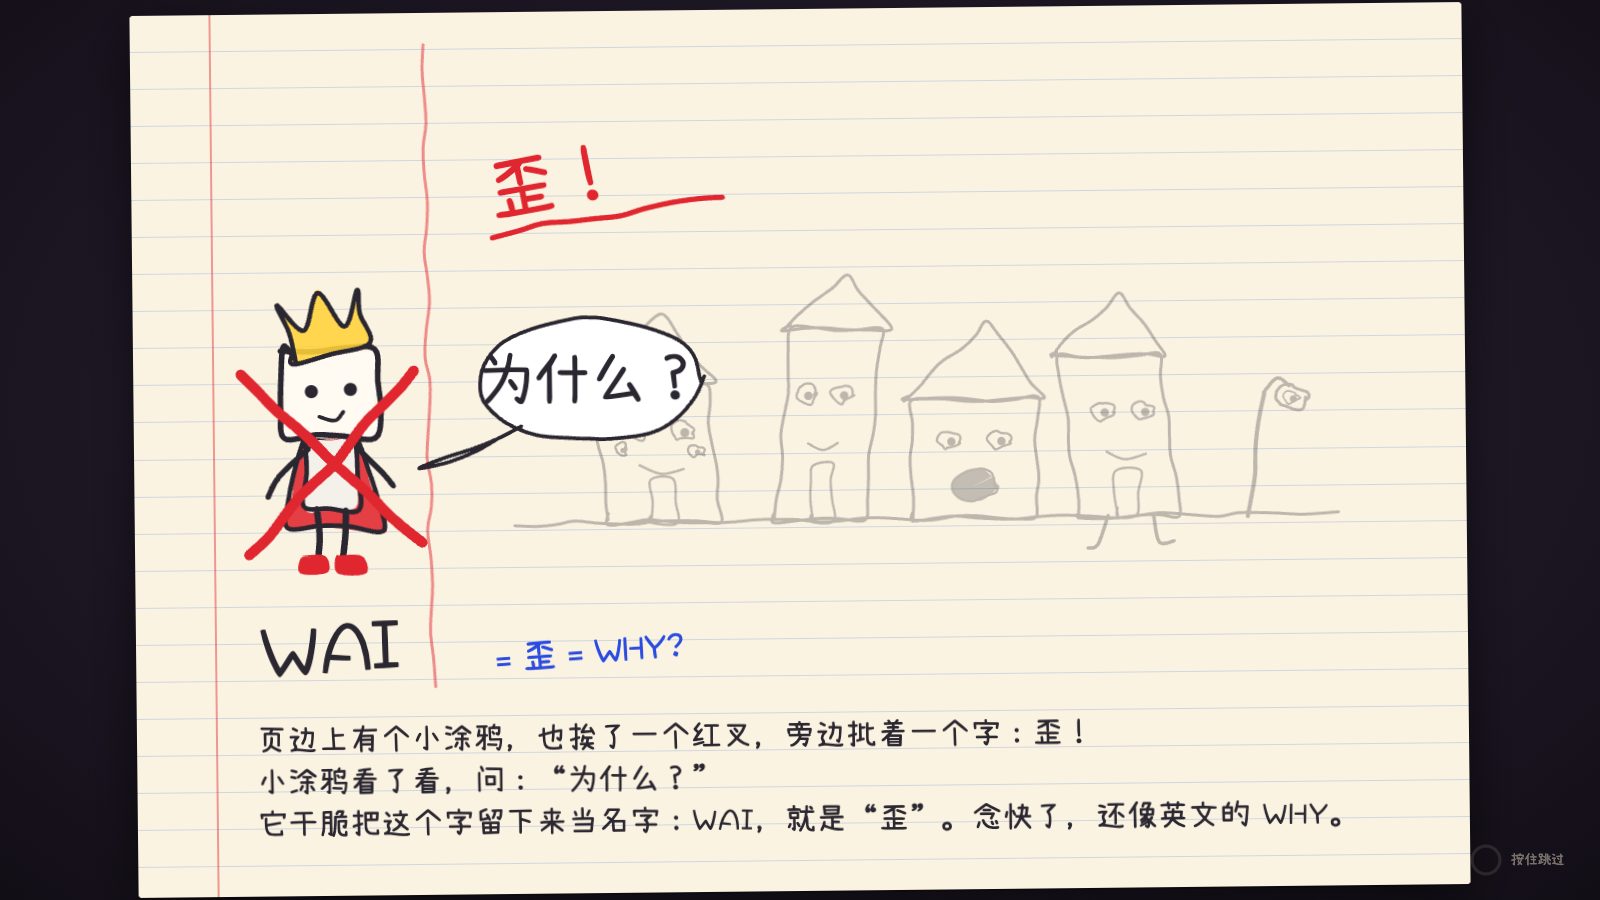 歪！
为什么？
WAI
= 歪 = WHY?
页边上有个小涂鸦，也挨了一个红叉，旁边批着一个字：歪！
小涂鸦看了看，问：“为什么？”
它干脆把这个字留下来当名字：WAI，就是“歪”。念快了，还像英文的 WHY。
按住跳过